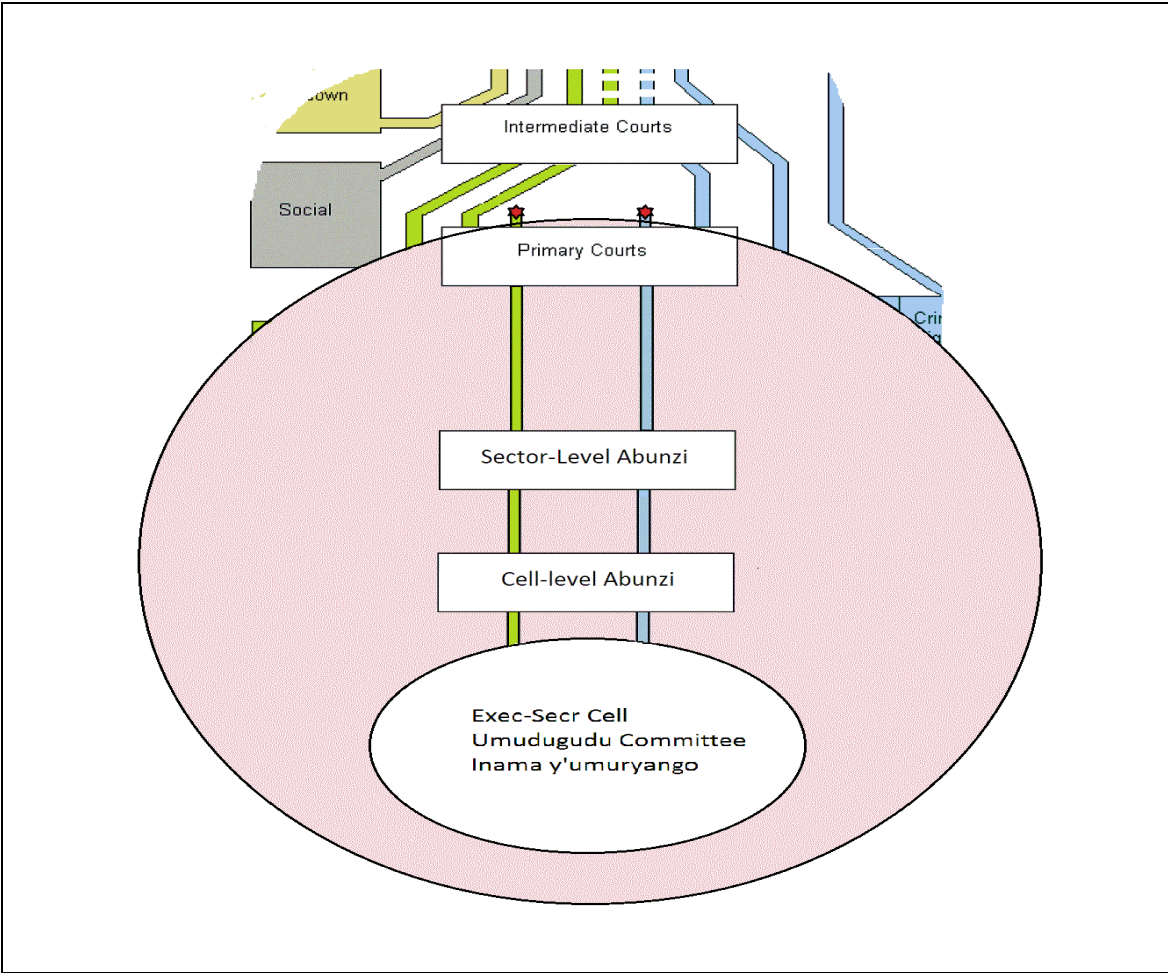 Intermediate Courts
Social
Primary Courts
Sector-Level Abunzi
Cell-level Abunzi
Exec-Secr Cell
Umudugudu Committee
Inama y'umuryango